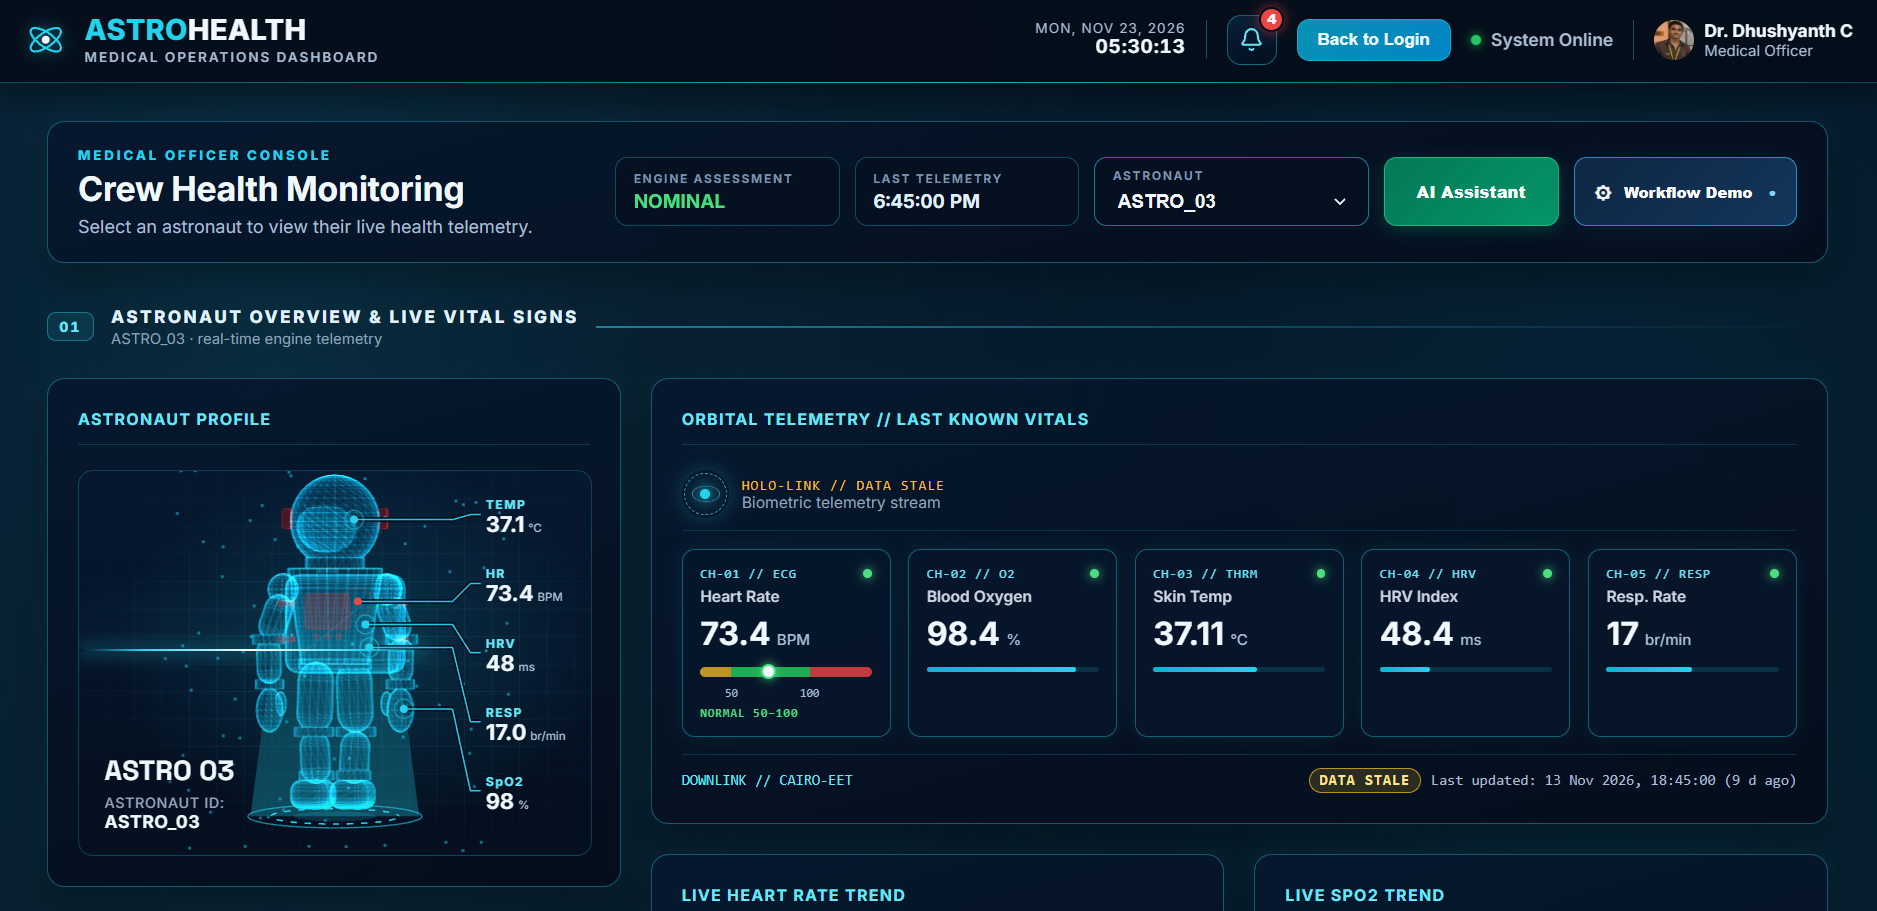 ASTROHEALTH
MEDICAL OPERATIONS DASHBOARD
MON, NOV 23, 2026
05:30:13
4
Back to Login
System Online
Dr. Dhushyanth C
Medical Officer
MEDICAL OFFICER CONSOLE
Crew Health Monitoring
Select an astronaut to view their live health telemetry.
ENGINE ASSESSMENT
NOMINAL
LAST TELEMETRY
6:45:00 PM
ASTRONAUT
ASTRO_03
AI Assistant
Workflow Demo
01
ASTRONAUT OVERVIEW & LIVE VITAL SIGNS
ASTRO_03 · real-time engine telemetry
ASTRONAUT PROFILE
TEMP
37.1 °C
HR
73.4 BPM
HRV
48 ms
RESP
17.0 br/min
SpO2
98 %
ASTRO 03
ASTRONAUT ID:
ASTRO_03
ORBITAL TELEMETRY // LAST KNOWN VITALS
HOLO-LINK // DATA STALE
Biometric telemetry stream
CH-01 // ECG
Heart Rate
73.4 BPM
50 100
NORMAL 50–100
CH-02 // O2
Blood Oxygen
98.4 %
CH-03 // THRM
Skin Temp
37.11 °C
CH-04 // HRV
HRV Index
48.4 ms
CH-05 // RESP
Resp. Rate
17 br/min
DOWNLINK // CAIRO-EET
DATA STALE Last updated: 13 Nov 2026, 18:45:00 (9 d ago)
LIVE HEART RATE TREND
LIVE SPO2 TREND